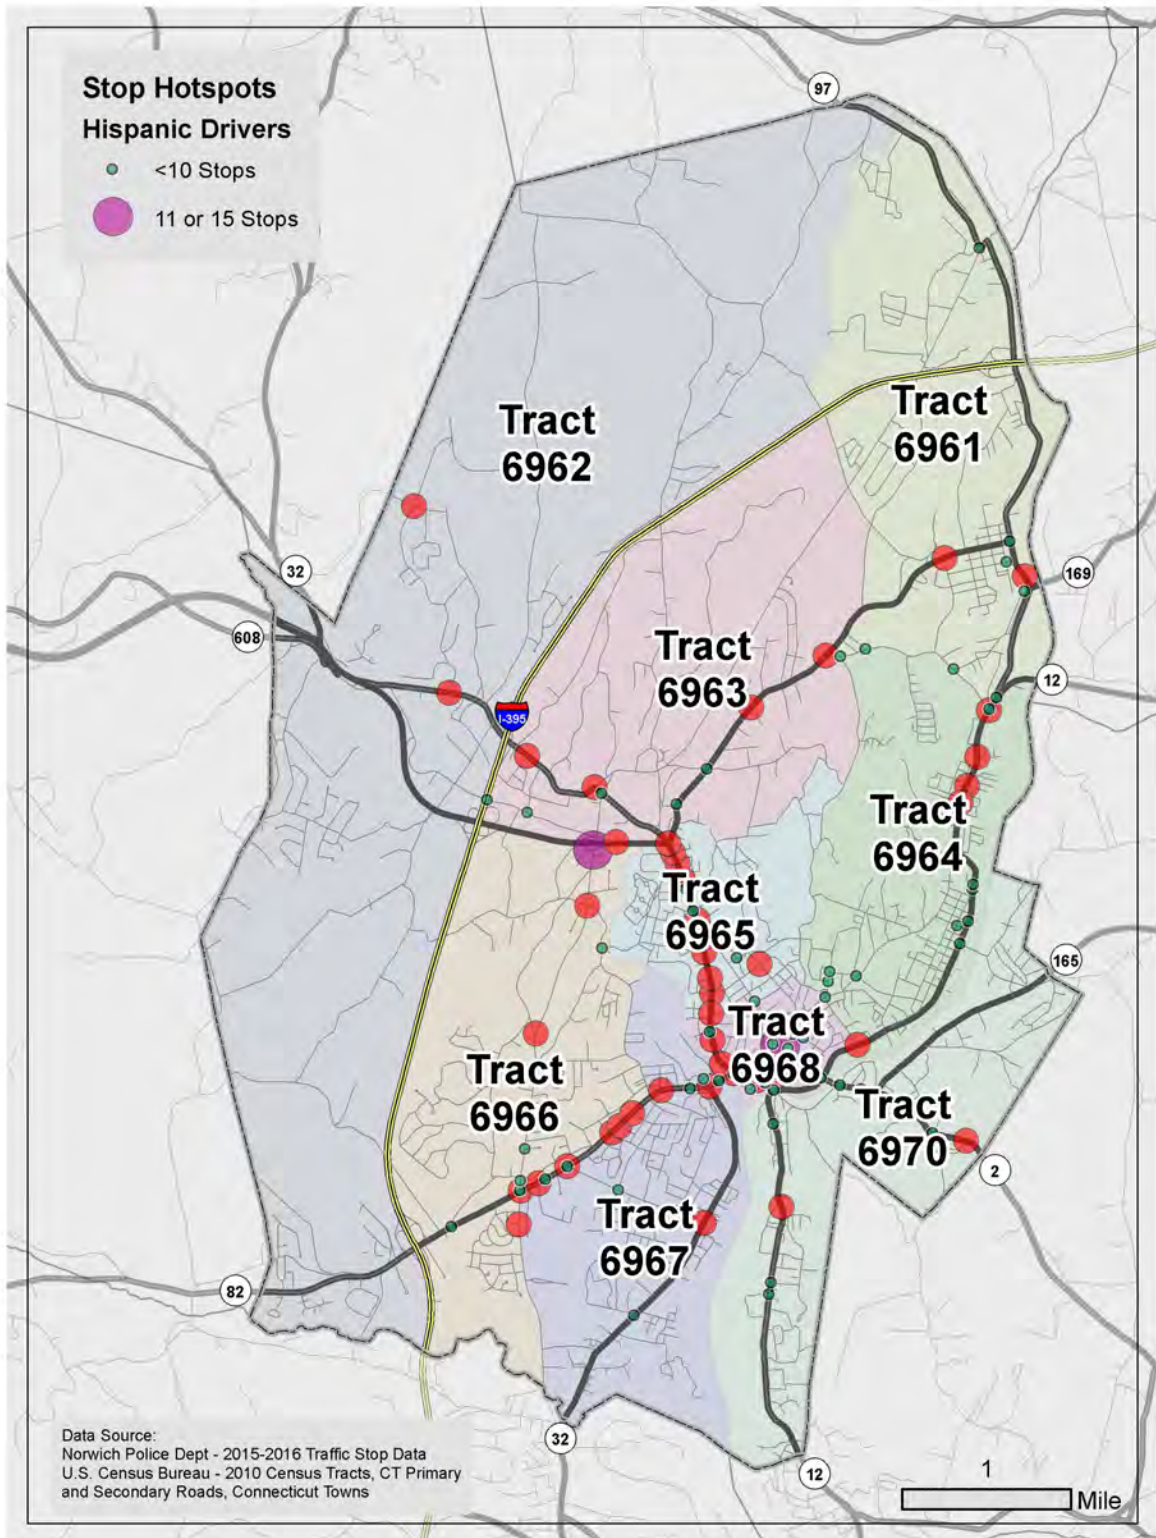 Stop Hotspots
Hispanic Drivers
<10 Stops
11 or 15 Stops
97
Tract
6961
Tract
6962
32
169
608
Tract
6963
12
I-395
Tract
6964
Tract
6965
165
Tract
6968
Tract
6966
Tract
6970
2
Tract
6967
82
Data Source:
Norwich Police Dept - 2015-2016 Traffic Stop Data
U.S. Census Bureau - 2010 Census Tracts, CT Primary
and Secondary Roads, Connecticut Towns
32
12
1
Mile